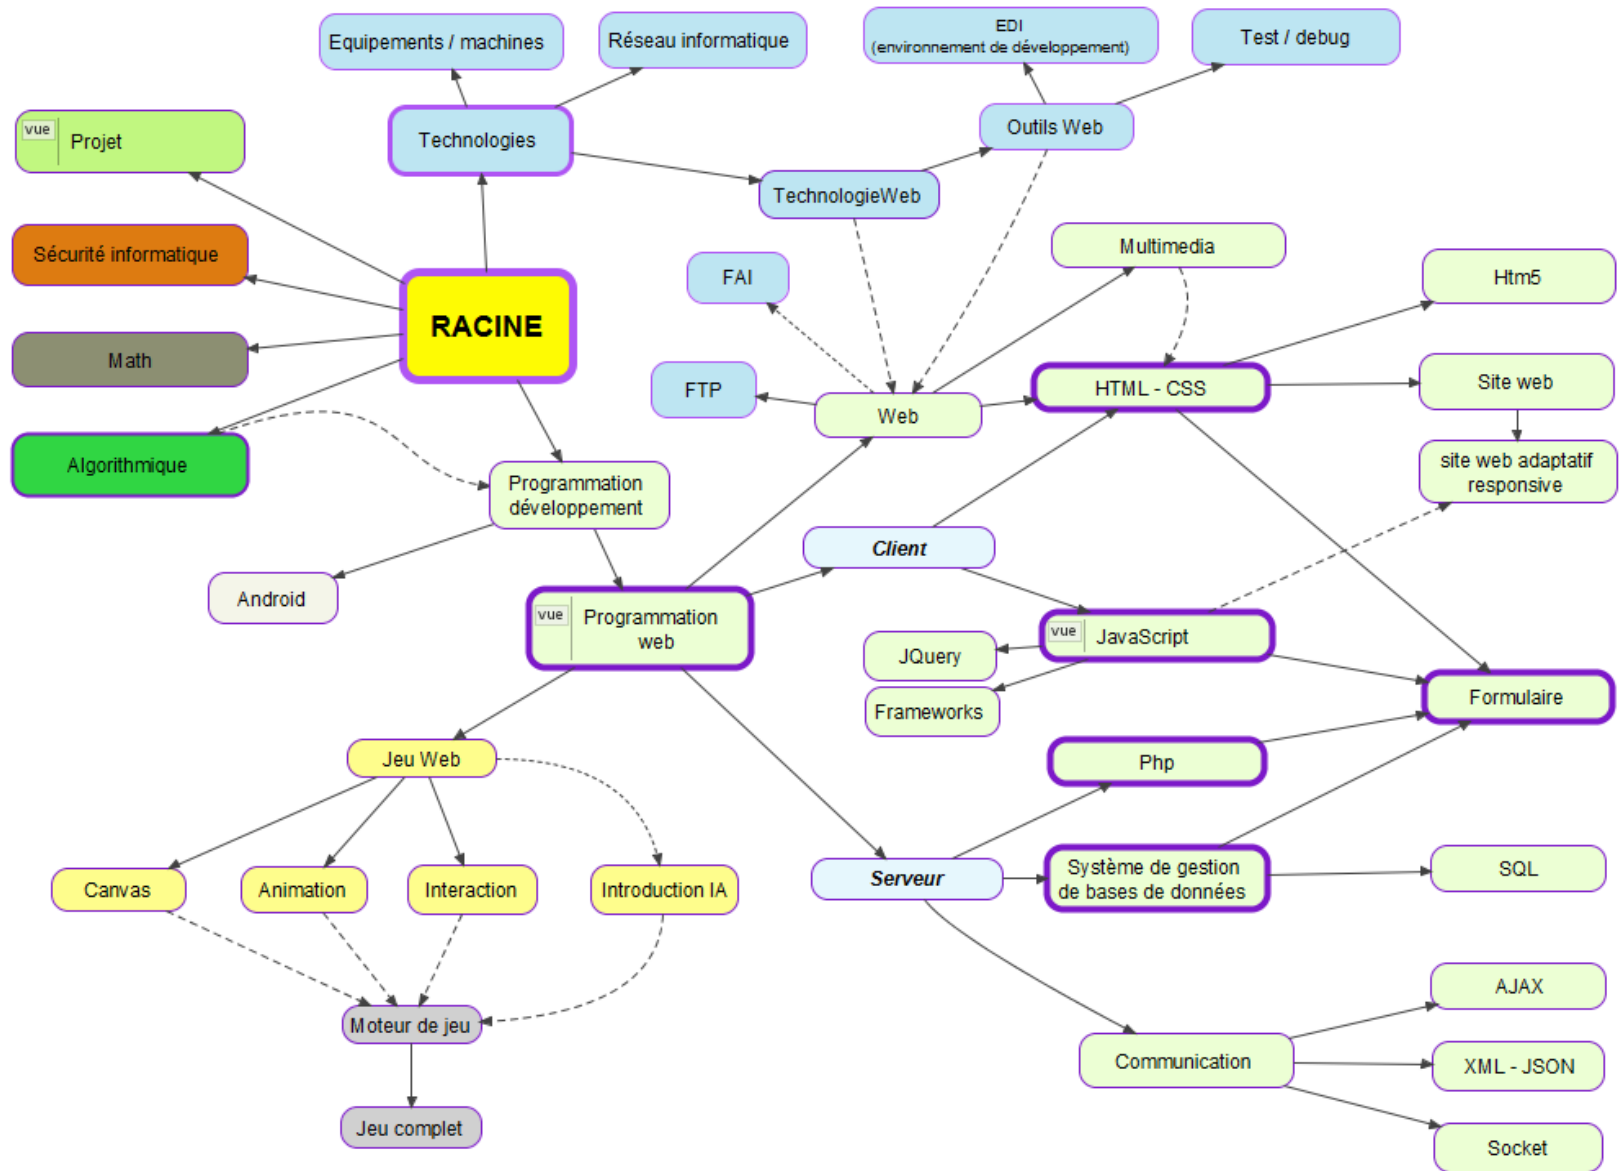 Equipements / machines
Réseau informatique
EDI
(environnement de développement)
Test / debug
vue
Projet
Technologies
Outils Web
TechnologieWeb
Sécurité informatique
Multimedia
FAI
Htm5
RACINE
Math
FTP
HTML - CSS
Site web
Web
Algorithmique
site web adaptatif
responsive
Programmation
développement
Client
Android
vue
Programmation
web
vue
JavaScript
JQuery
Frameworks
Formulaire
Jeu Web
Php
Canvas
Animation
Interaction
Introduction IA
Serveur
Système de gestion
de bases de données
SQL
AJAX
Moteur de jeu
Communication
XML - JSON
Jeu complet
Socket